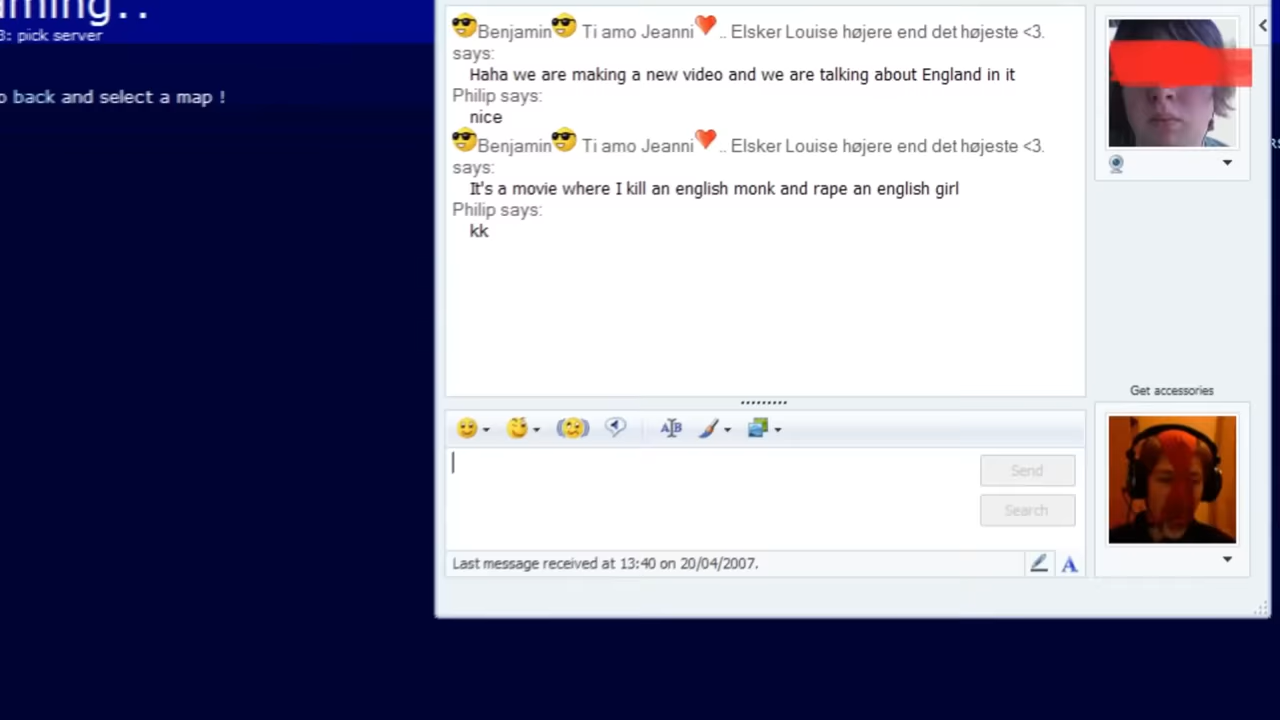 aming..
3: pick server
o back and select a map !
Benjamin Ti amo Jeanni .. Elsker Louise højere end det højeste <3.
says:
Haha we are making a new video and we are talking about England in it
Philip says:
nice
Benjamin Ti amo Jeanni .. Elsker Louise højere end det højeste <3.
says:
It's a movie where I kill an english monk and rape an english girl
Philip says:
kk
Get accessories
Send
Search
Last message received at 13:40 on 20/04/2007.